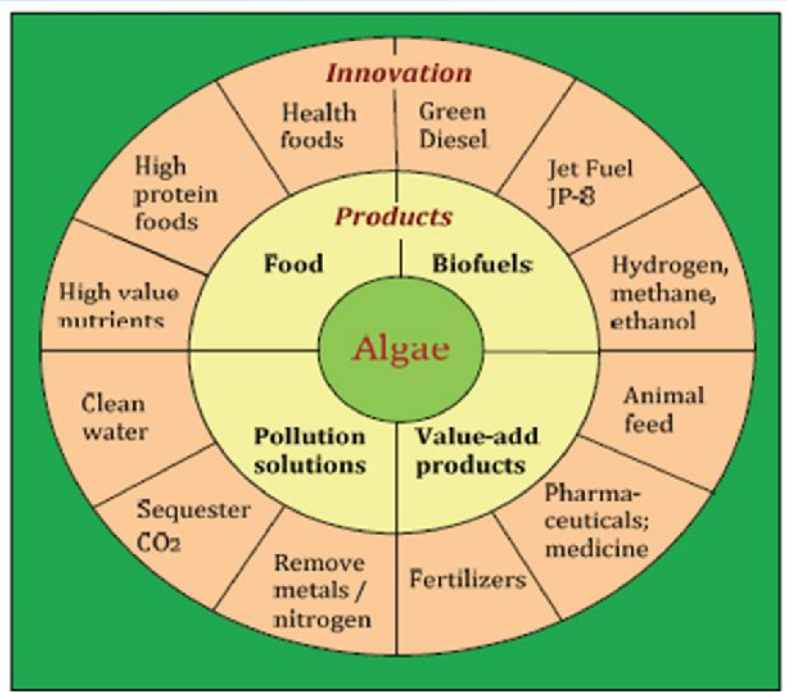 Innovation
Health
foods
Green
Diesel
High
protein
foods
Jet Fuel
JP-8
Products
Food
Biofuels
High value
nutrients
Hydrogen,
methane,
ethanol
Algae
Clean
water
Animal
feed
Pollution
solutions
Value-add
products
Sequester
CO2
Pharma-
ceuticals;
medicine
Remove
metals /
nitrogen
Fertilizers